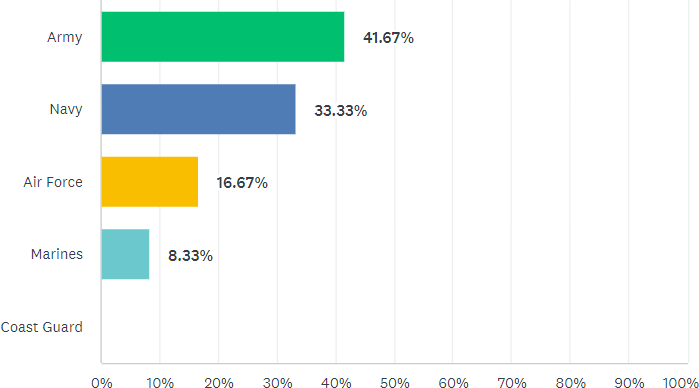 Army 41.67%
Navy 33.33%
Air Force 16.67%
Marines 8.33%
Coast Guard
0% 10% 20% 30% 40% 50% 60% 70% 80% 90% 100%